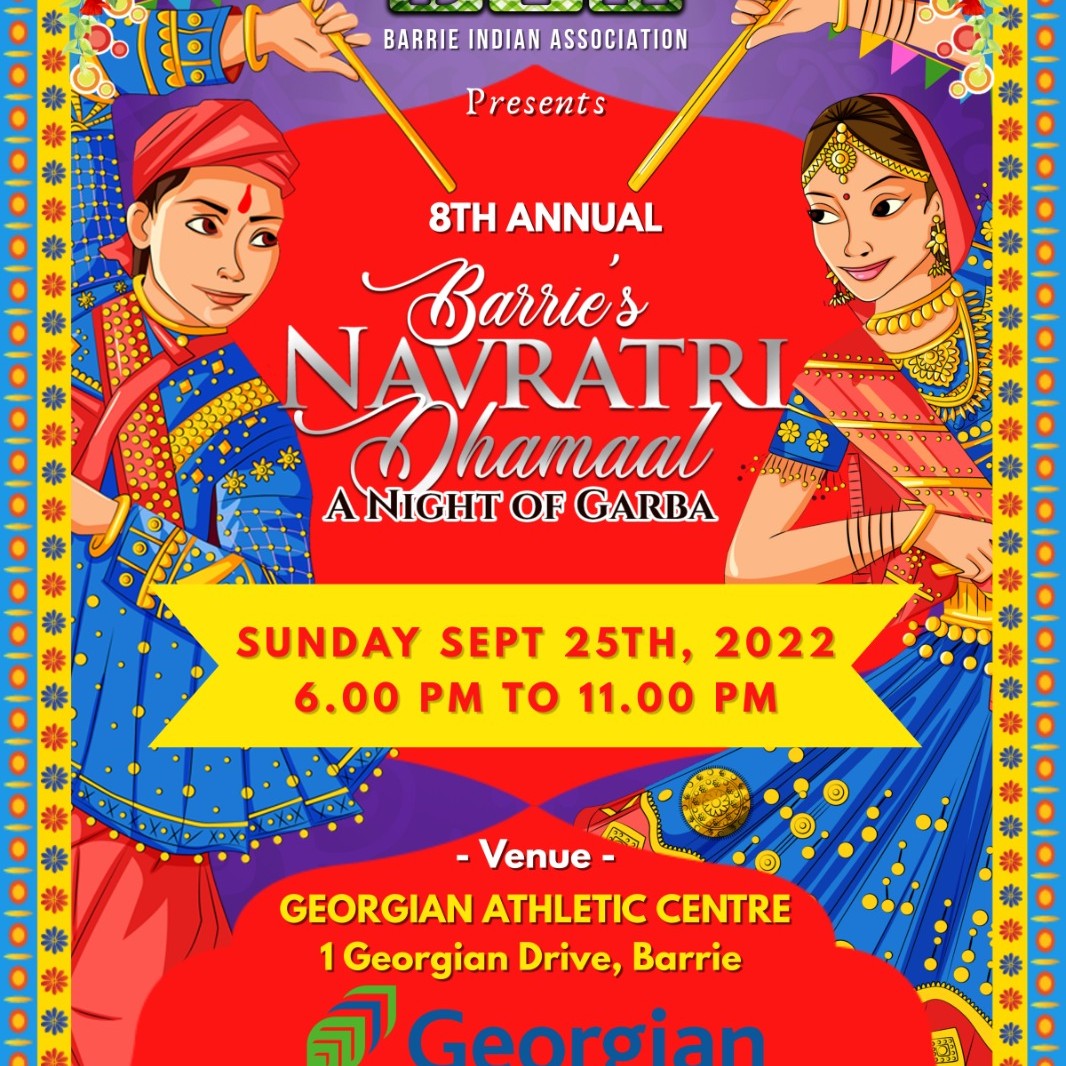 BARRIE INDIAN ASSOCIATION
Presents
8TH ANNUAL
Barrie's
NAVRATRI
Dhamaal
A NIGHT OF GARBA
SUNDAY SEPT 25TH, 2022
6.00 PM TO 11.00 PM
- Venue -
GEORGIAN ATHLETIC CENTRE
1 Georgian Drive, Barrie
Georgian